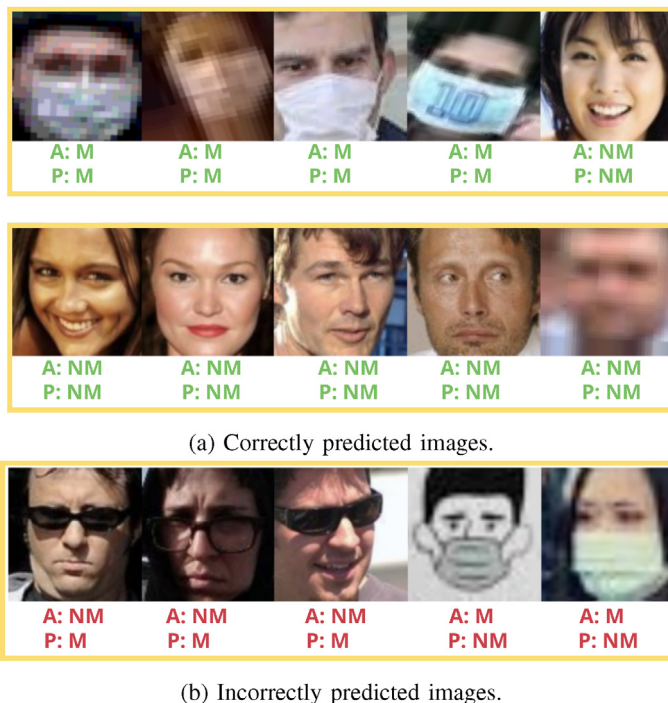 10
A: M A: M A: M A: M A: NM
P: M P: M P: M P: M P: NM
A: NM A: NM A: NM A: NM A: NM
P: NM P: NM P: NM P: NM P: NM
(a) Correctly predicted images.
A: NM A: NM A: NM A: M A: M
P: M P: M P: M P: NM P: NM
(b) Incorrectly predicted images.